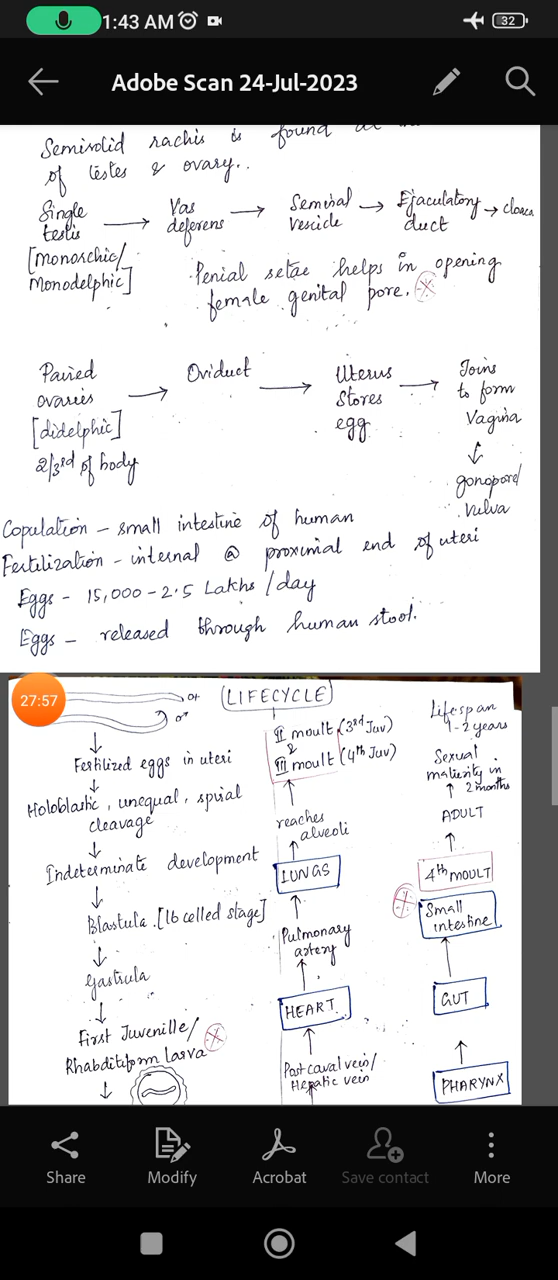 1:43 AM
32
Adobe Scan 24-Jul-2023
Semisolid rachis is found at
of testes & ovary..
Single testis → Vas deferens → Seminal vesicle → Ejaculatory duct → cloaca
[monorchic/
Monodelphic]
Penial setae helps in opening
female genital pore.
Paired ovaries → Oviduct → Uterus Stores egg → Joins to form Vagina
[didelphic]
2/3rd of body
↓
gonopore/
vulva
Copulation – small intestine of human
Fertilization – internal @ proximal end of uteri
Eggs – 15,000 – 2.5 Lakhs / day
Eggs – released through human stool.
27:57
LIFECYCLE
Fertilized eggs in uteri
↓
Holoblastic, unequal, spiral
cleavage
↓
Indeterminate development
↓
Blastula [16 celled stage]
↓
Gastrula
↓
First Juvenille/
Rhabditiform larva
↓
II moult (3rd Juv)
&
III moult (4th Juv)
↑
reaches
alveoli
↑
LUNGS
↑
Pulmonary
artery
↑
HEART
↑
Post caval vein/
Hepatic vein
Lifespan
1-2 years
Sexual
maturity in
↑ 2 months
ADULT
↑
4th MOULT
Small
intestine
↑
GUT
↑
PHARYNX
Share
Modify
Acrobat
Save contact
More